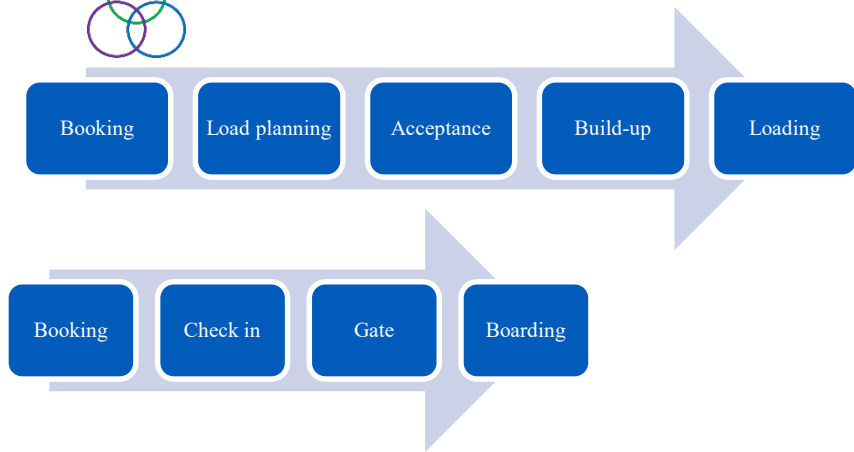 Booking
Load planning
Acceptance
Build-up
Loading
Booking
Check in
Gate
Boarding